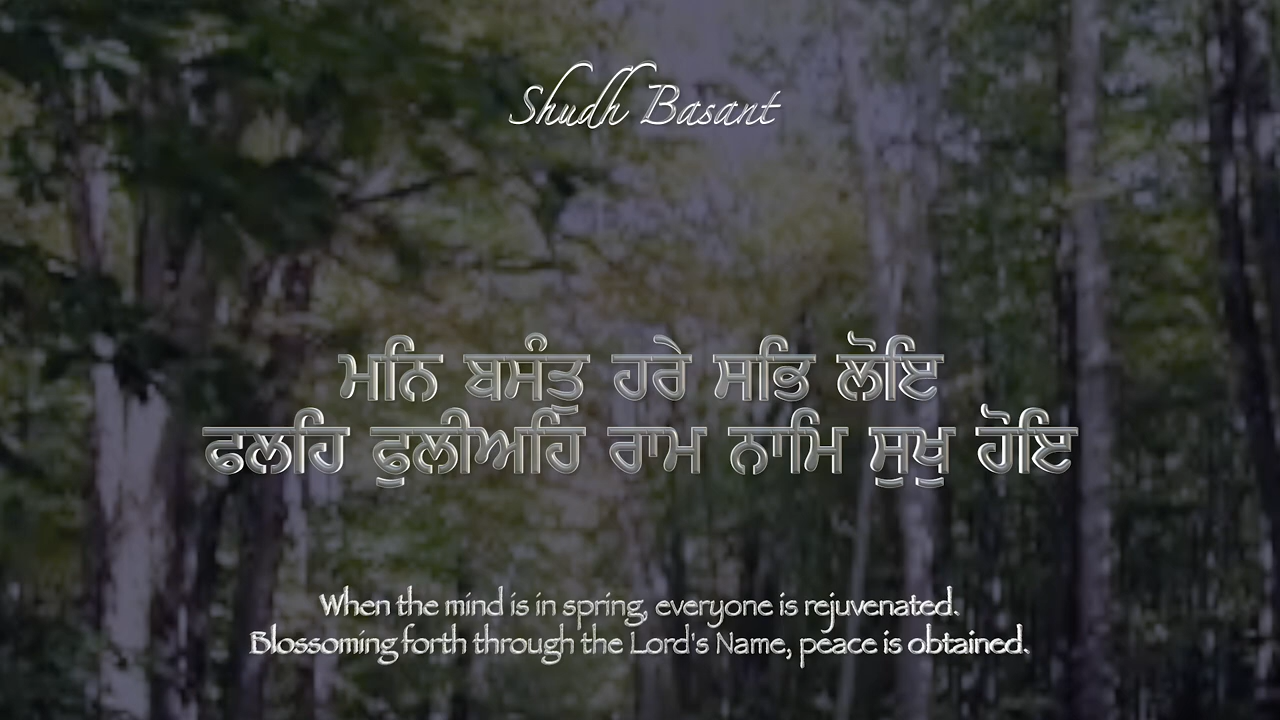 Shudh Basant
ਮਨਿ ਬਸੰਤੁ ਹਰੇ ਸਭਿ ਲੋਇ
ਫਲਹਿ ਫੁਲੀਅਹਿ ਰਾਮ ਨਾਮਿ ਸੁਖੁ ਹੋਇ
When the mind is in spring, everyone is rejuvenated.
Blossoming forth through the Lord's Name, peace is obtained.